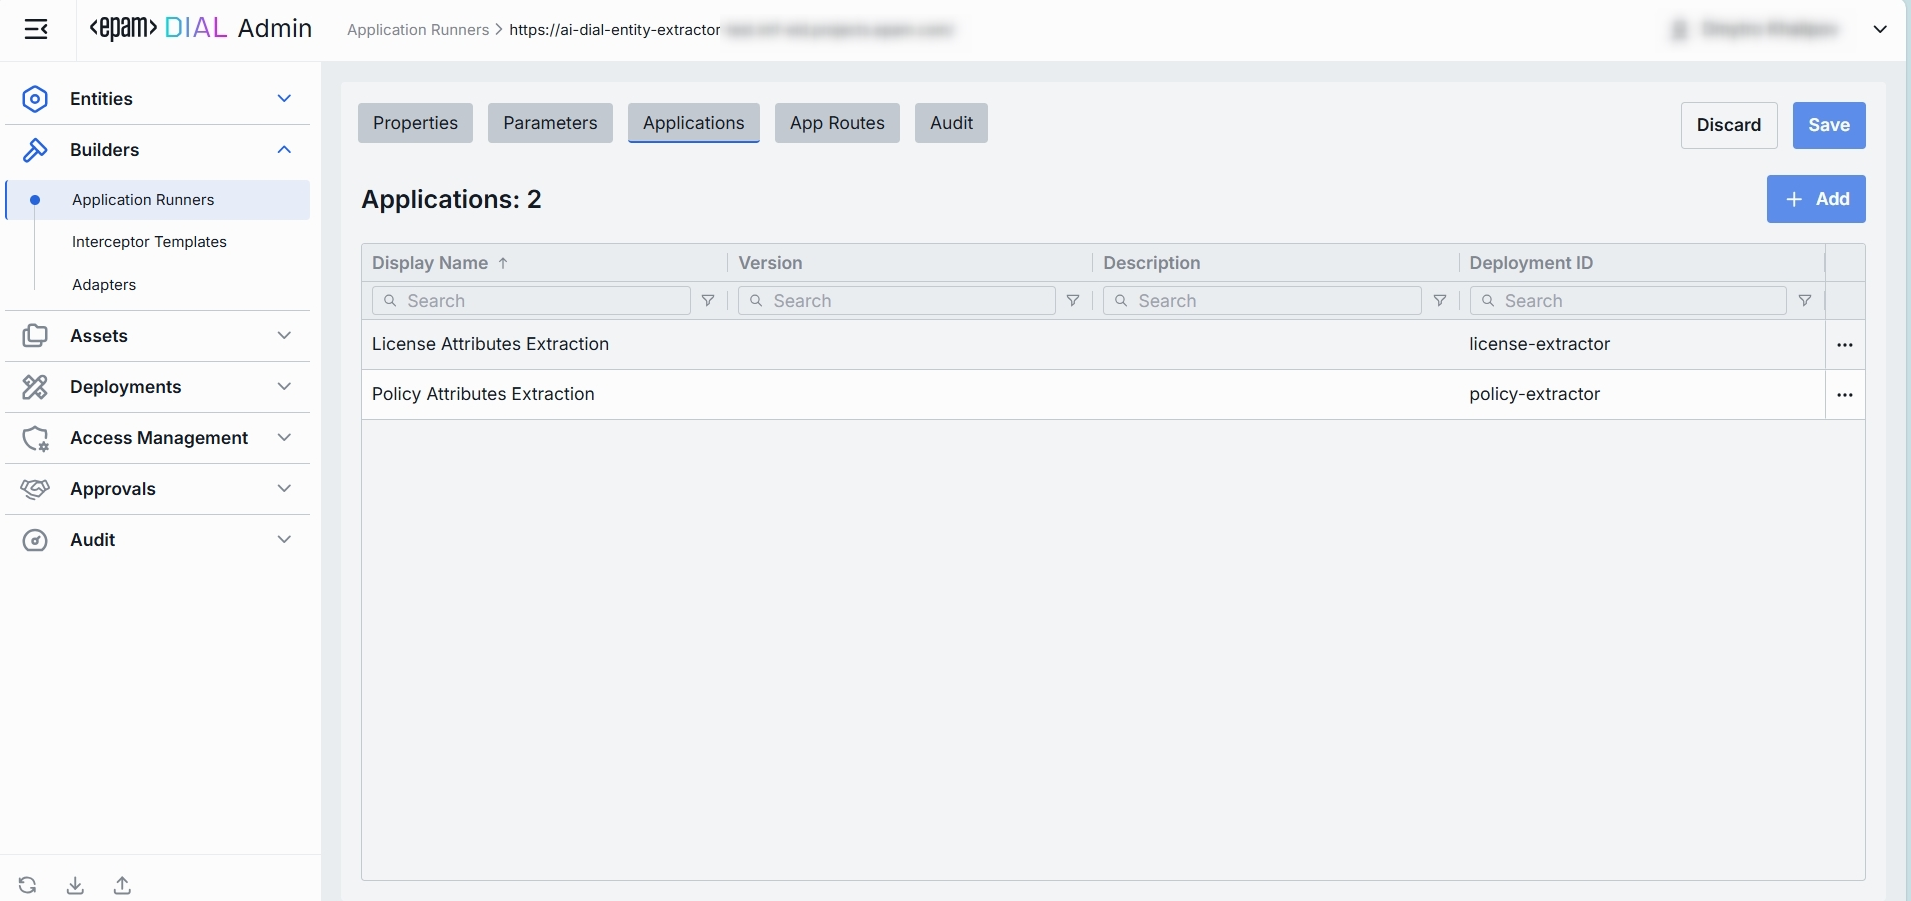 <epam> DIAL Admin
Application Runners > https://ai-dial-entity-extractor
Entities
Builders
Application Runners
Interceptor Templates
Adapters
Assets
Deployments
Access Management
Approvals
Audit
Properties
Parameters
Applications
App Routes
Audit
Discard
Save
Applications: 2
+ Add
Display Name ↑
Version
Description
Deployment ID
Search
Search
Search
Search
License Attributes Extraction
license-extractor
Policy Attributes Extraction
policy-extractor